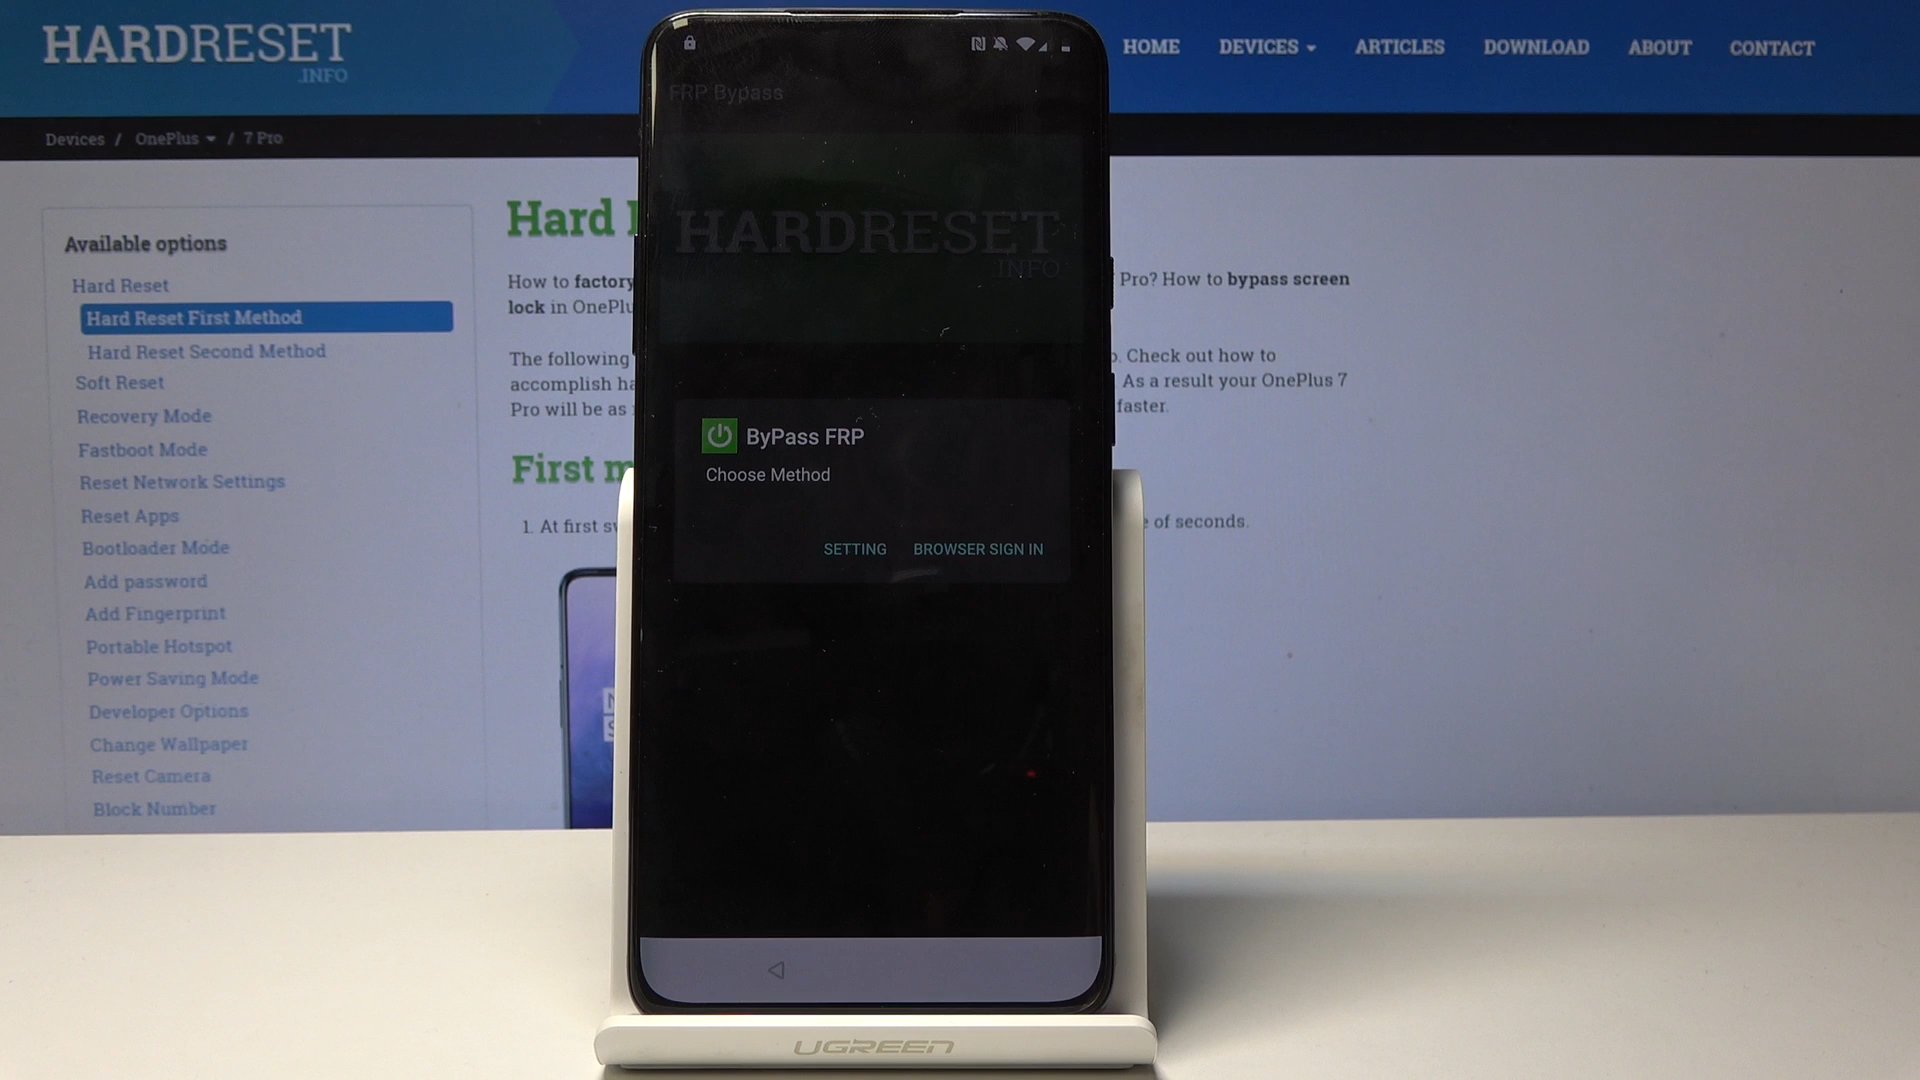 HARDRESET
.INFO
HOME DEVICES ARTICLES DOWNLOAD ABOUT CONTACT
Devices / OnePlus / 7 Pro
Available options
Hard Reset
Hard Reset First Method
Hard Reset Second Method
Soft Reset
Recovery Mode
Fastboot Mode
Reset Network Settings
Reset Apps
Bootloader Mode
Add password
Add Fingerprint
Portable Hotspot
Power Saving Mode
Developer Options
Change Wallpaper
Reset Camera
Block Number
Hard
How to factory
lock in
The following
accomplish
Pro will be as
First
1. At first
Pro? How to bypass screen
Check out how to
As a result your OnePlus 7
faster.
of seconds.
FRP Bypass
HARDRESET
.INFO
ByPass FRP
Choose Method
SETTING BROWSER SIGN IN
UGREEN